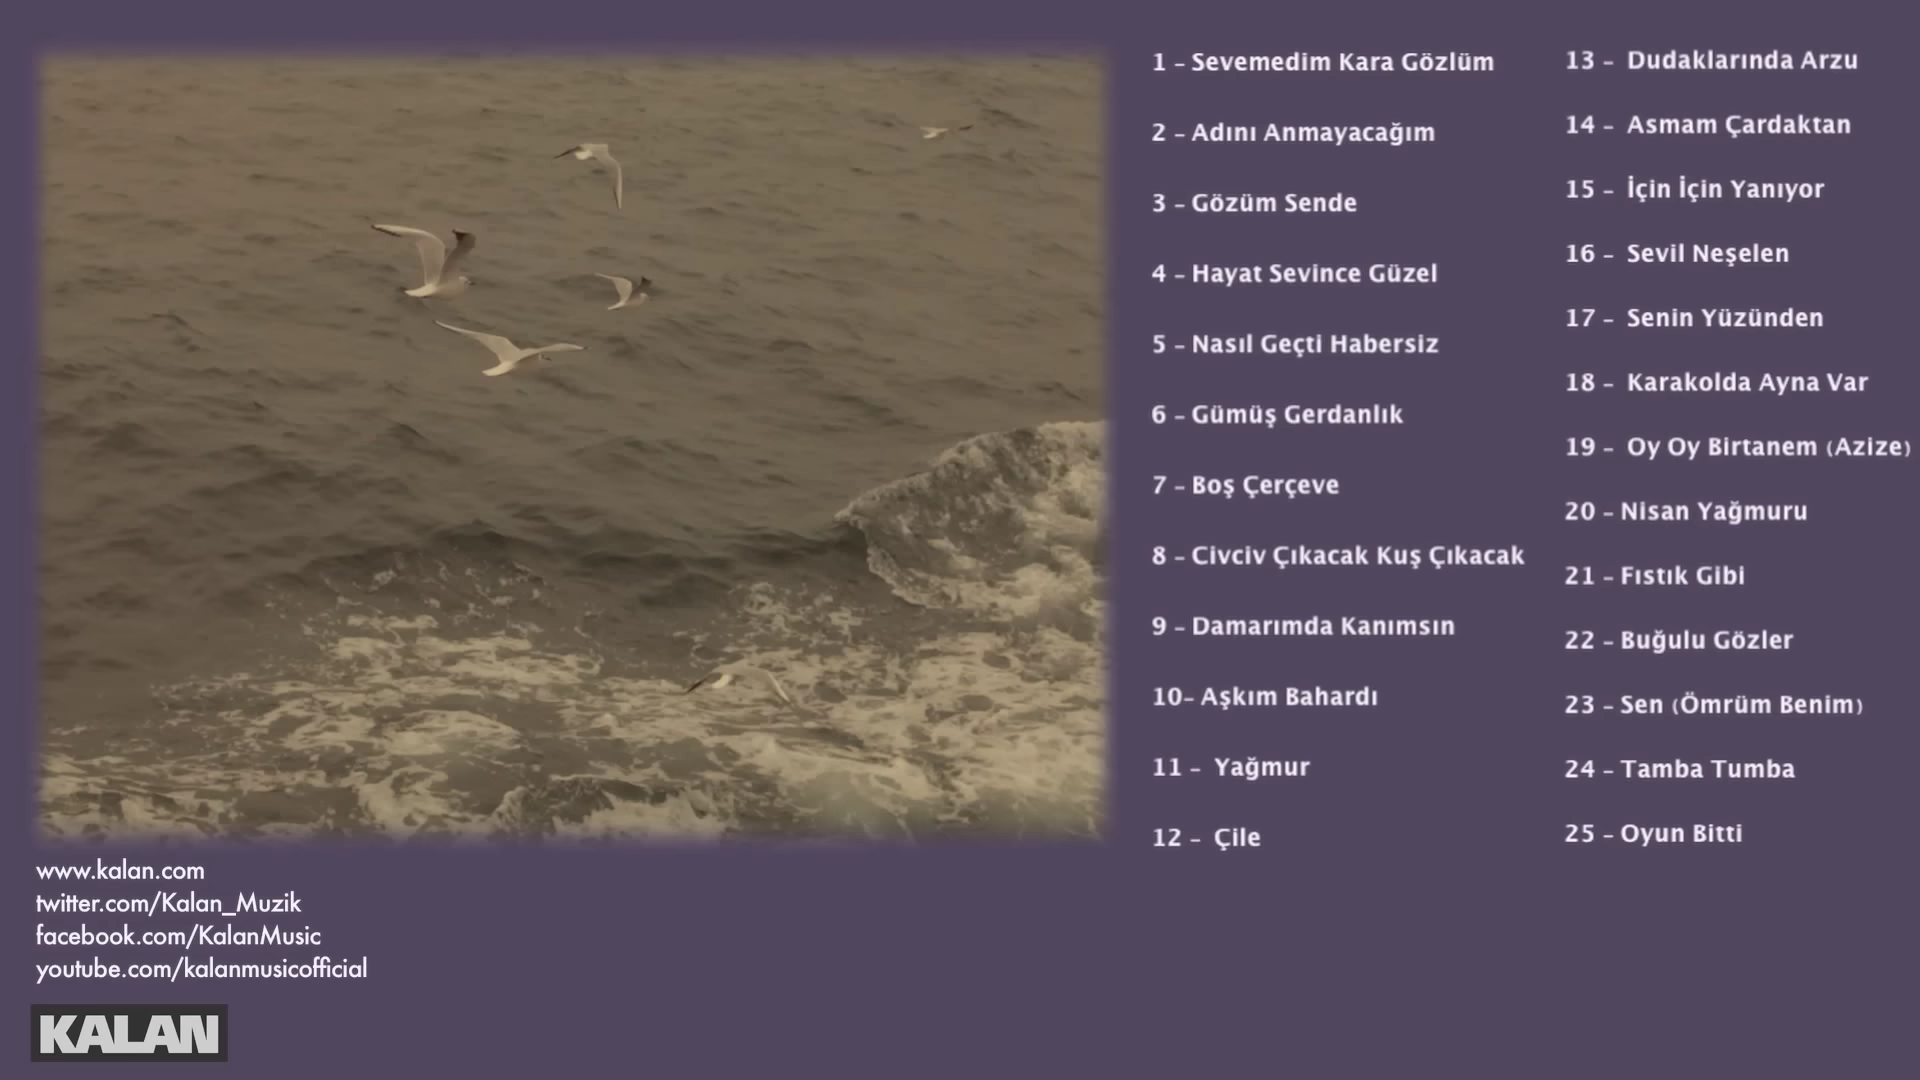 1 – Sevemedim Kara Gözlüm
2 – Adını Anmayacağım
3 – Gözüm Sende
4 – Hayat Sevince Güzel
5 – Nasıl Geçti Habersiz
6 – Gümüş Gerdanlık
7 – Boş Çerçeve
8 – Civciv Çıkacak Kuş Çıkacak
9 – Damarımda Kanımsın
10– Aşkım Bahardı
11 – Yağmur
12 – Çile
13 – Dudaklarında Arzu
14 – Asmam Çardaktan
15 – İçin İçin Yanıyor
16 – Sevil Neşelen
17 – Senin Yüzünden
18 – Karakolda Ayna Var
19 – Oy Oy Birtanem (Azize)
20 – Nisan Yağmuru
21 – Fıstık Gibi
22 – Buğulu Gözler
23 – Sen (Ömrüm Benim)
24 – Tamba Tumba
25 – Oyun Bitti
www.kalan.com
twitter.com/Kalan_Muzik
facebook.com/KalanMusic
youtube.com/kalanmusicofficial
KALAN